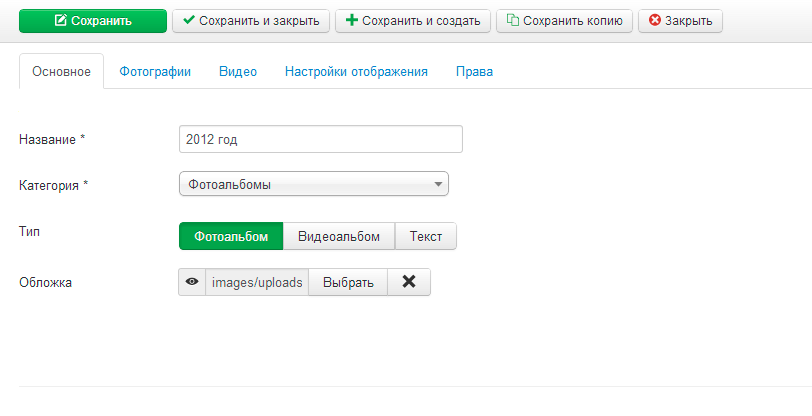 Сохранить Сохранить и закрыть Сохранить и создать Сохранить копию Закрыть
Основное Фотографии Видео Настройки отображения Права
Название * 2012 год
Категория * Фотоальбомы
Тип Фотоальбом Видеоальбом Текст
Обложка images/uploads Выбрать